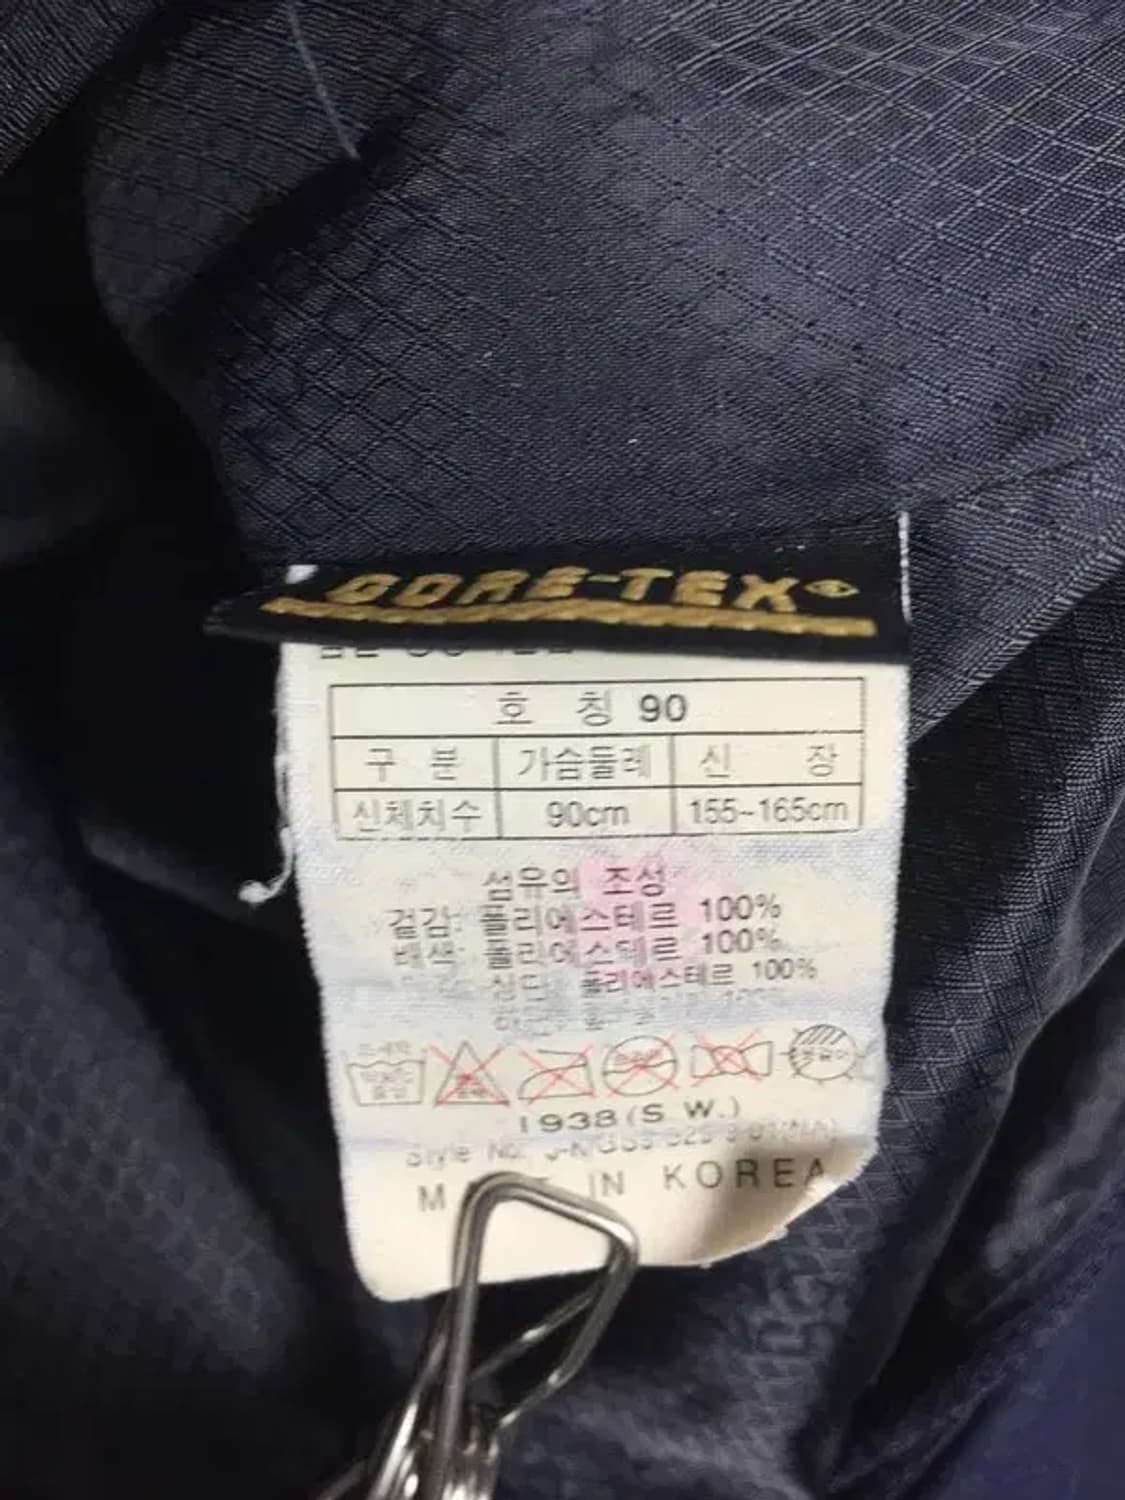 GORE-TEX®
호 칭 90
구 분 가슴둘레 신 장
신체치수 90cm 155~165cm
섬유의 조성
겉감: 폴리에스테르 100%
배색: 폴리에스테르 100%
폴리에스테르 100%
1938(S W.)
Style No.
IN KOREA